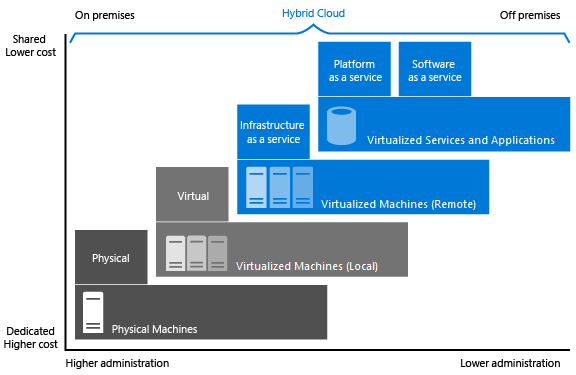 On premises
Hybrid Cloud
Off premises
Shared
Lower cost
Platform
as a service
Software
as a service
Virtualized Services and Applications
Infrastructure
as a service
Virtualized Machines (Remote)
Virtual
Virtualized Machines (Local)
Physical
Physical Machines
Dedicated
Higher cost
Higher administration
Lower administration